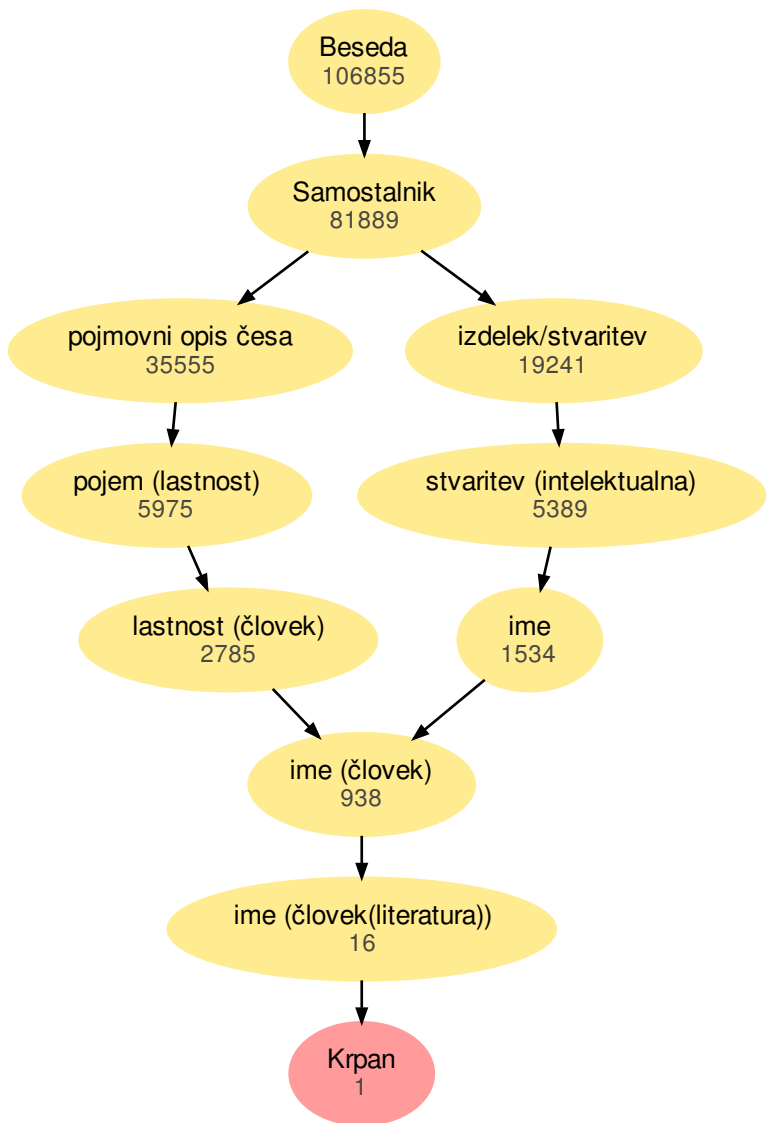 Beseda
106855
Samostalnik
81889
pojmovni opis česa
35555
izdelek/stvaritev
19241
pojem (lastnost)
5975
stvaritev (intelektualna)
5389
lastnost (človek)
2785
ime
1534
ime (človek)
938
ime (človek(literatura))
16
Krpan
1